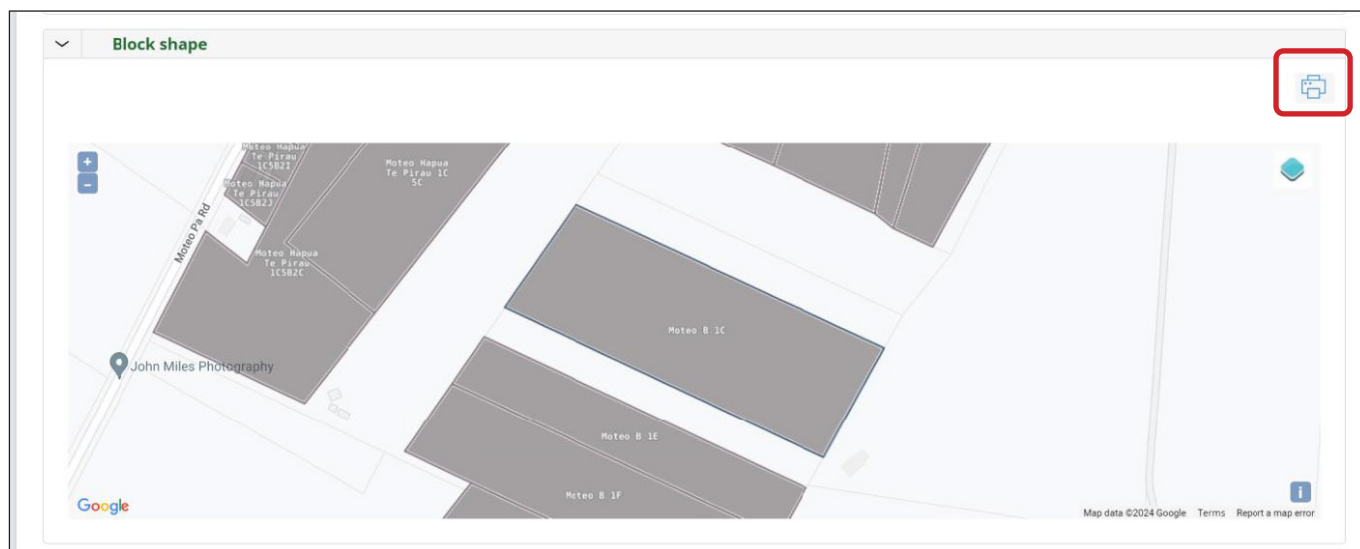 Block shape
+
-
Moteo Hapua
Te Pirau
1C5B2I
Moteo Hapua
Te Pirau
1C5B2J
Moteo Hapua
Te Pirau 1C
5C
Moteo Pa Rd
Moteo Hapua
Te Pirau
1C5B2C
Moteo B 1C
John Miles Photography
Moteo B 1E
Moteo B 1F
Google
i
Map data ©2024 Google Terms Report a map error